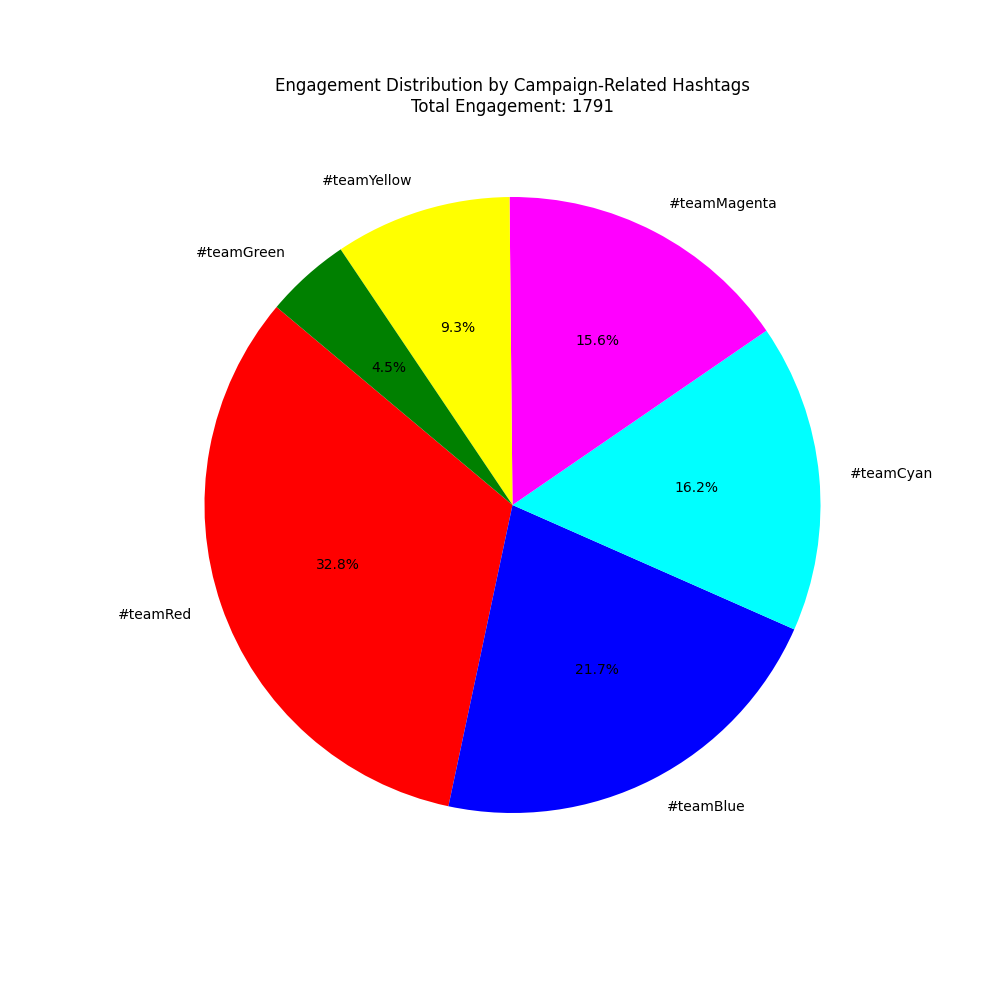 Engagement Distribution by Campaign-Related Hashtags
Total Engagement: 1791
#teamYellow
#teamMagenta
#teamGreen
9.3%
15.6%
4.5%
#teamCyan
16.2%
32.8%
#teamRed
21.7%
#teamBlue